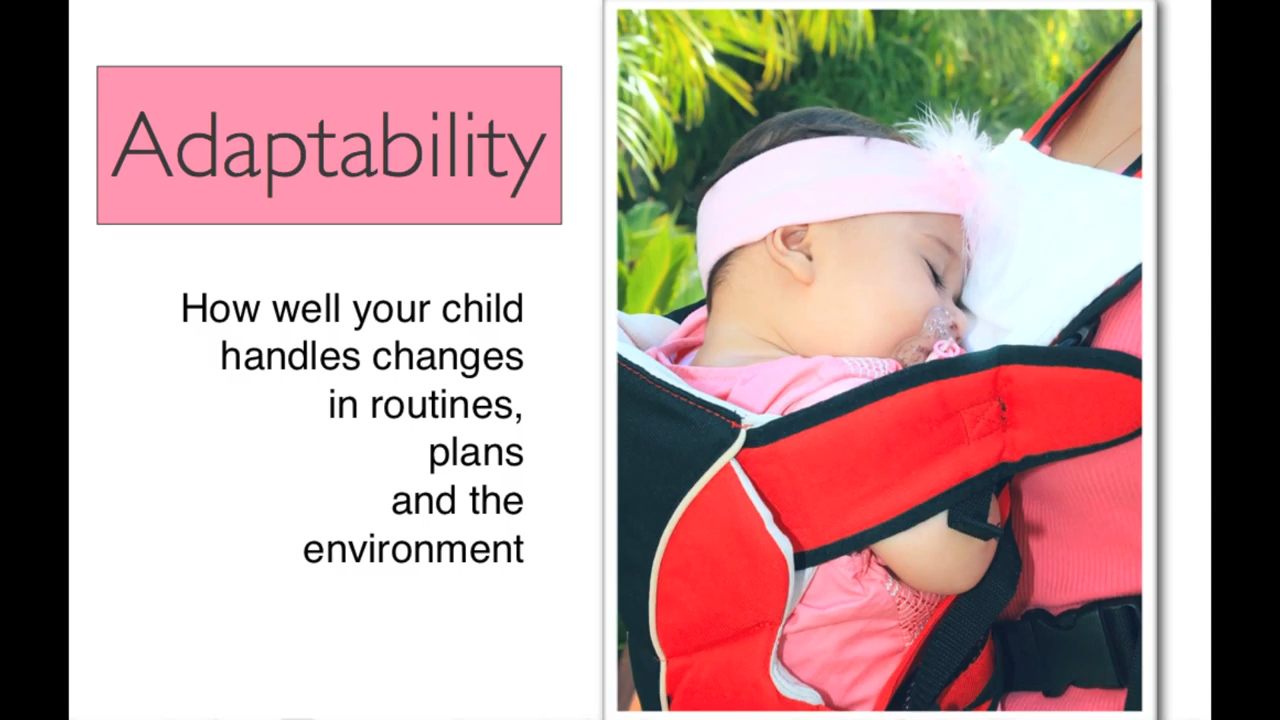 Adaptability
How well your child
handles changes
in routines,
plans
and the
environment